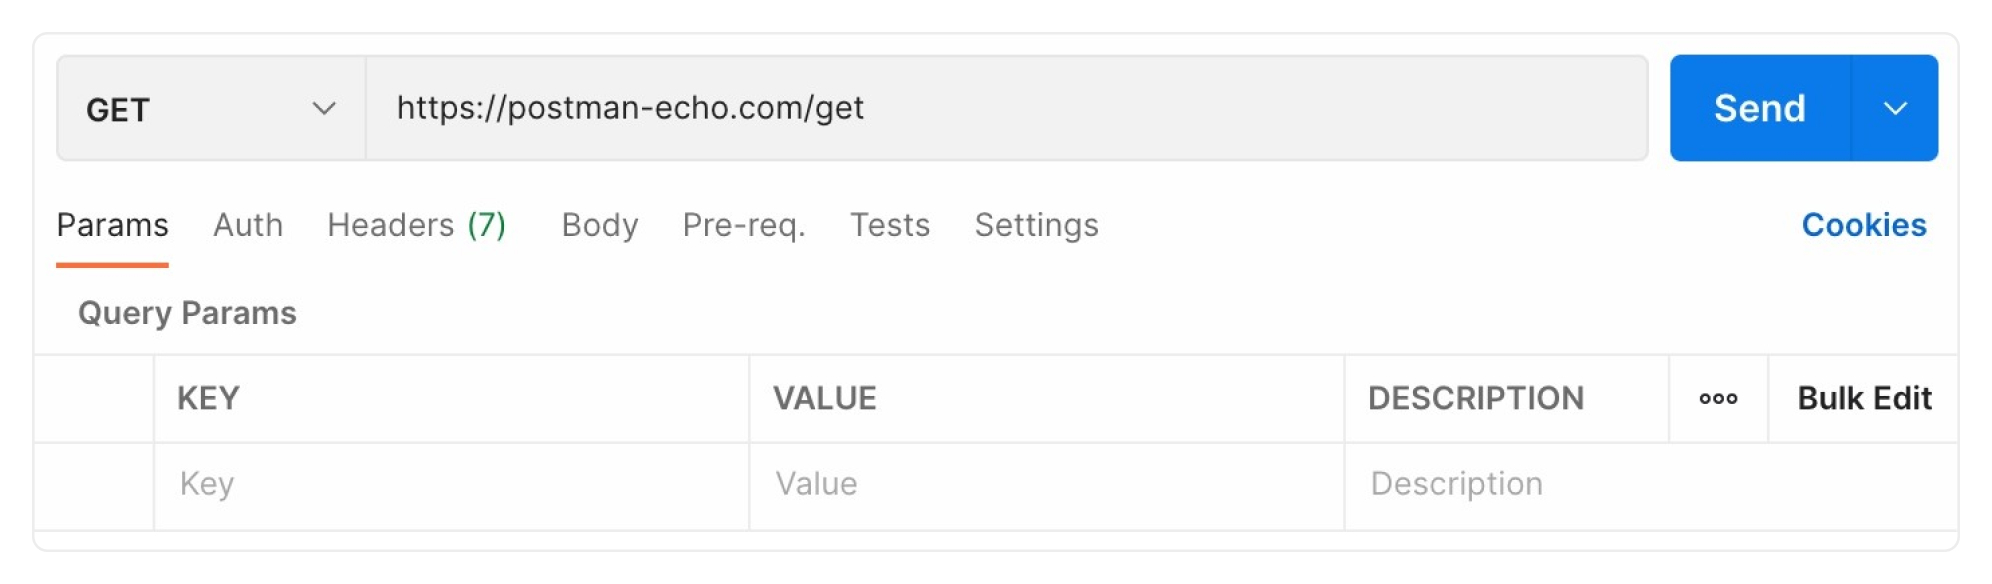 GET https://postman-echo.com/get Send
Params Auth Headers (7) Body Pre-req. Tests Settings Cookies
Query Params
KEY VALUE DESCRIPTION ooo Bulk Edit
Key Value Description